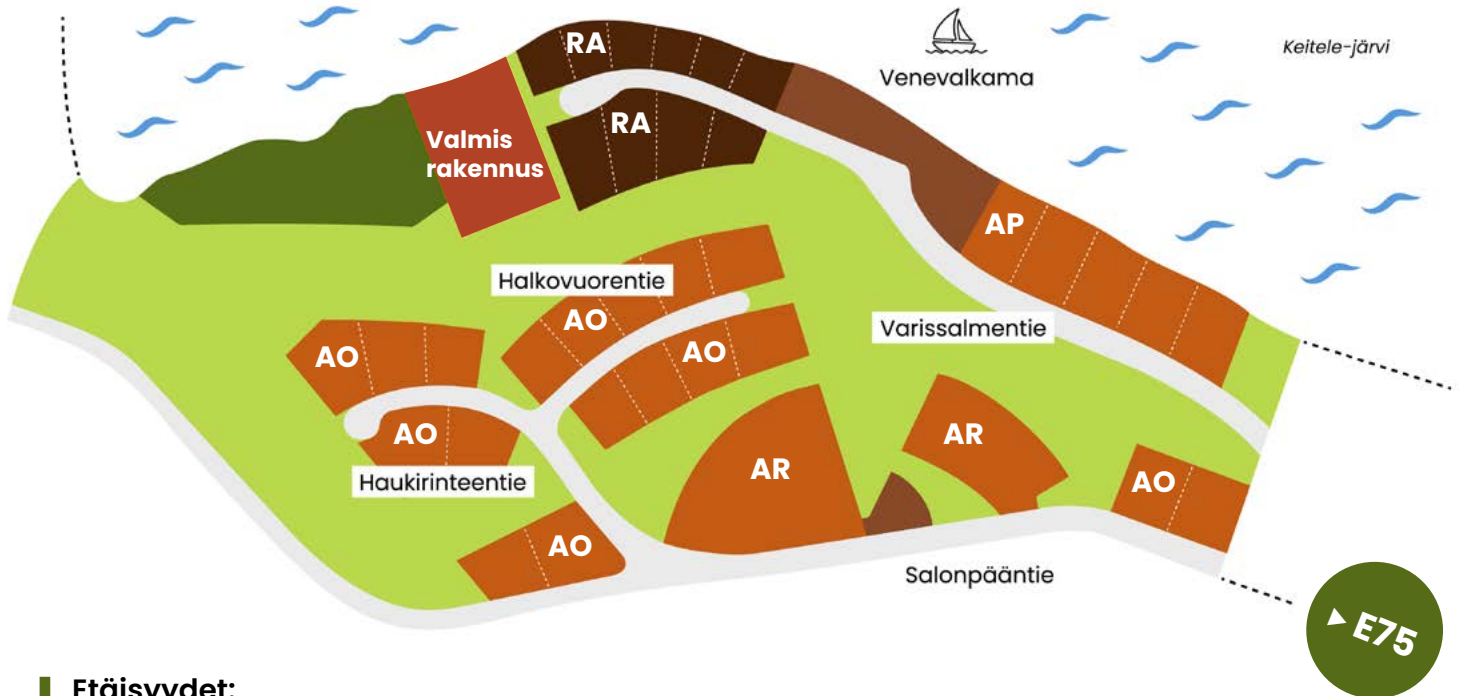 RA
Keitele-järvi
Venevalkama
RA
Valmis
rakennus
AP
Halkovuorentie
AO
Varissalmentie
AO
AO
AO
AR
AR
Haukirinteentie
AO
AO
Salonpääntie
E75
Etäisyydet: